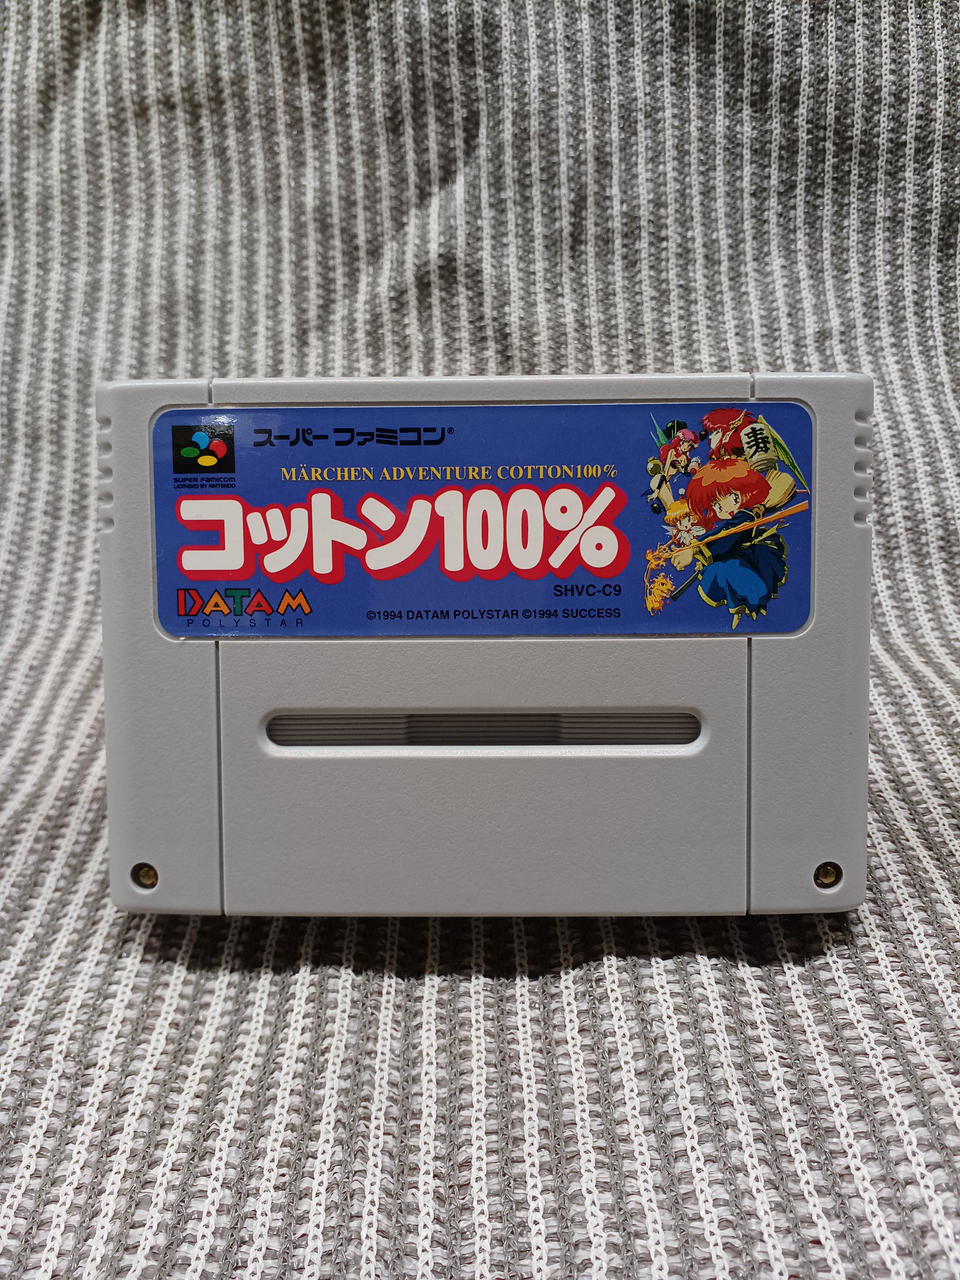 スーパーファミコン®
SUPER FAMICOM
LICENSED BY NINTENDO
MÄRCHEN ADVENTURE COTTON100%
コットン100%
SHVC-C9
DATAM
POLYSTAR
©1994 DATAM POLYSTAR ©1994 SUCCESS
寿